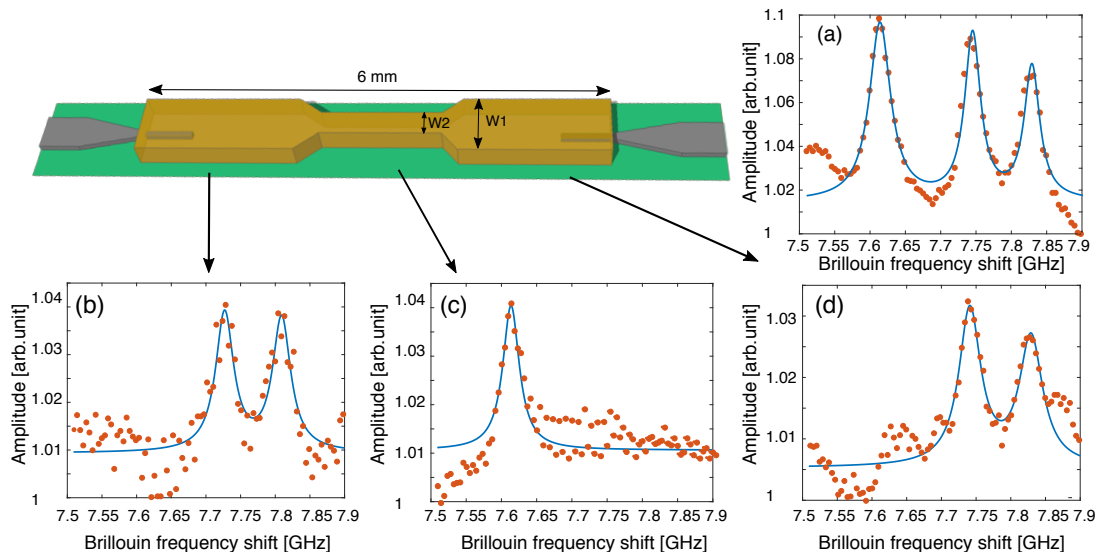 6 mm
W2
W1
(a)
Amplitude [arb.unit]
1.1
1.08
1.06
1.04
1.02
1
7.5 7.55 7.6 7.65 7.7 7.75 7.8 7.85 7.9
Brillouin frequency shift [GHz]
(b)
Amplitude [arb.unit]
1.04
1.03
1.02
1.01
1
7.5 7.55 7.6 7.65 7.7 7.75 7.8 7.85 7.9
Brillouin frequency shift [GHz]
(c)
Amplitude [arb.unit]
1.04
1.03
1.02
1.01
1
7.5 7.55 7.6 7.65 7.7 7.75 7.8 7.85 7.9
Brillouin frequency shift [GHz]
(d)
Amplitude [arb.unit]
1.03
1.02
1.01
1
7.5 7.55 7.6 7.65 7.7 7.75 7.8 7.85 7.9
Brillouin frequency shift [GHz]